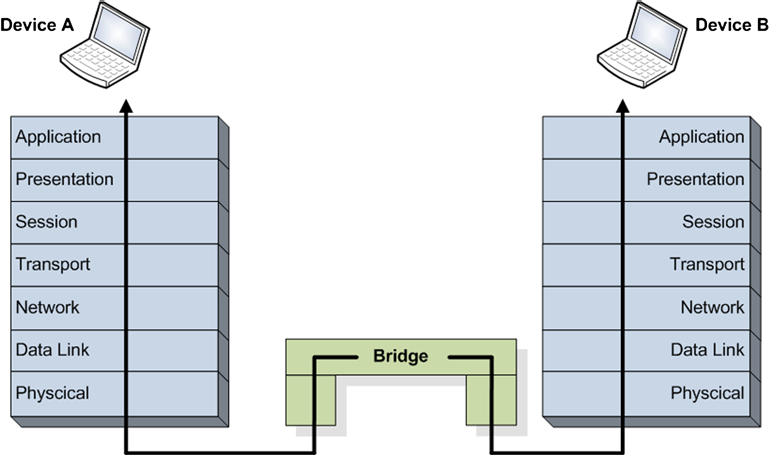 Device A
Device B
Application
Presentation
Session
Transport
Network
Data Link
Physcical
Bridge
Application
Presentation
Session
Transport
Network
Data Link
Physcical